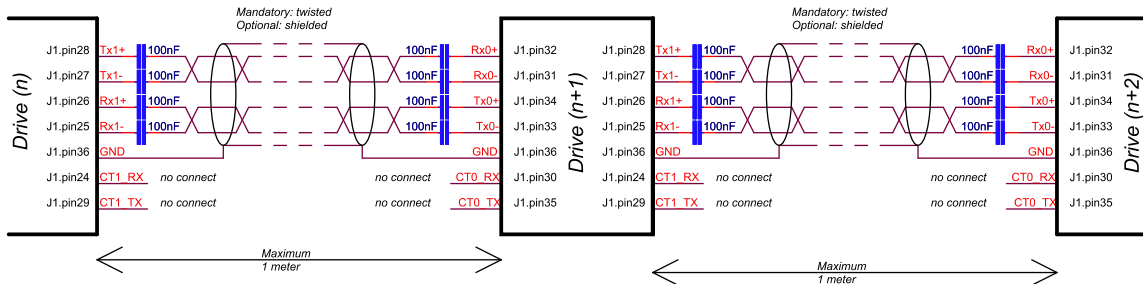 Mandatory: twisted
Optional: shielded
Mandatory: twisted
Optional: shielded
Drive (n)
J1.pin28 Tx1+ 100nF 100nF Rx0+ J1.pin32
J1.pin27 Tx1- 100nF 100nF Rx0- J1.pin31
J1.pin26 Rx1+ 100nF 100nF Tx0+ J1.pin34
J1.pin25 Rx1- 100nF 100nF Tx0- J1.pin33
J1.pin36 GND GND J1.pin36
J1.pin24 CT1_RX no connect no connect CT0_RX J1.pin30
J1.pin29 CT1_TX no connect no connect CT0_TX J1.pin35
Maximum
1 meter
Drive (n+1)
J1.pin28 Tx1+ 100nF 100nF Rx0+ J1.pin32
J1.pin27 Tx1- 100nF 100nF Rx0- J1.pin31
J1.pin26 Rx1+ 100nF 100nF Tx0+ J1.pin34
J1.pin25 Rx1- 100nF 100nF Tx0- J1.pin33
J1.pin36 GND GND J1.pin36
J1.pin24 CT1_RX no connect no connect CT0_RX J1.pin30
J1.pin29 CT1_TX no connect no connect CT0_TX J1.pin35
Maximum
1 meter
Drive (n+2)